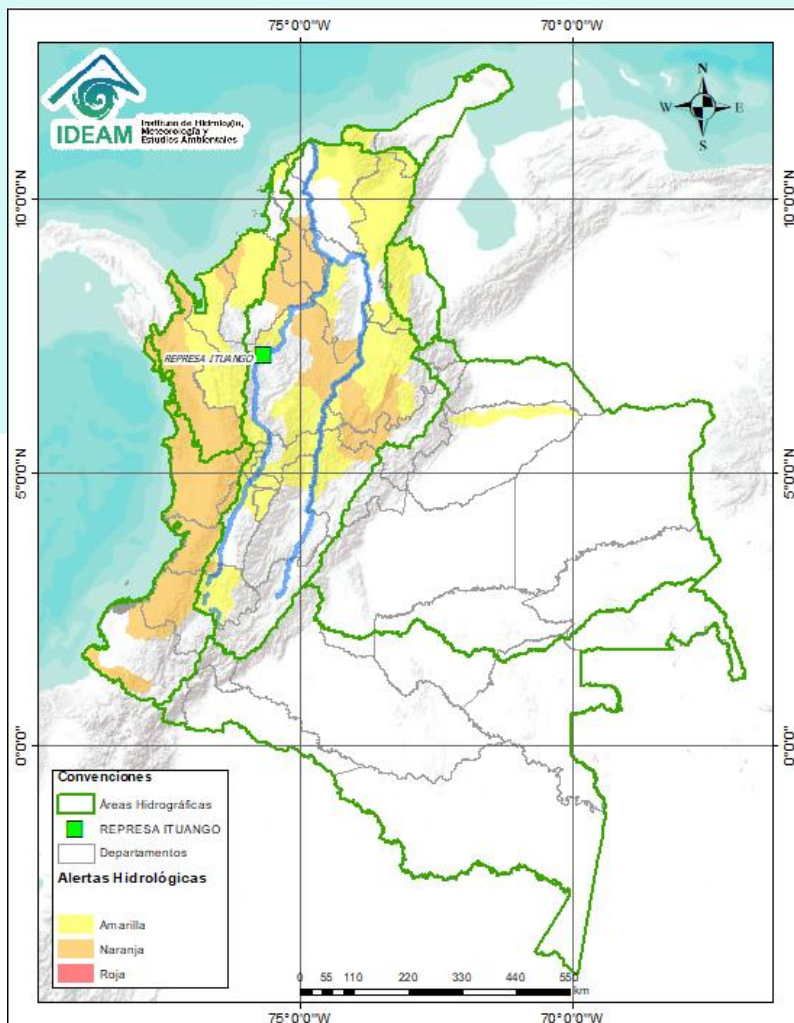 75°0'0"W 70°0'0"W
IDEAM
Instituto de Hidrología,
Meteorología y
Estudios Ambientales
N
W E
S
10°0'0"N 10°0'0"N
REPRESA ITUANGO
5°0'0"N 5°0'0"N
0°0'0" 0°0'0"
Convenciones
Áreas Hidrográficas
REPRESA ITUANGO
Departamentos
Alertas Hidrológicas
Amarilla
Naranja
Roja
0 55 110 220 330 440 550
km
75°0'0"W 70°0'0"W